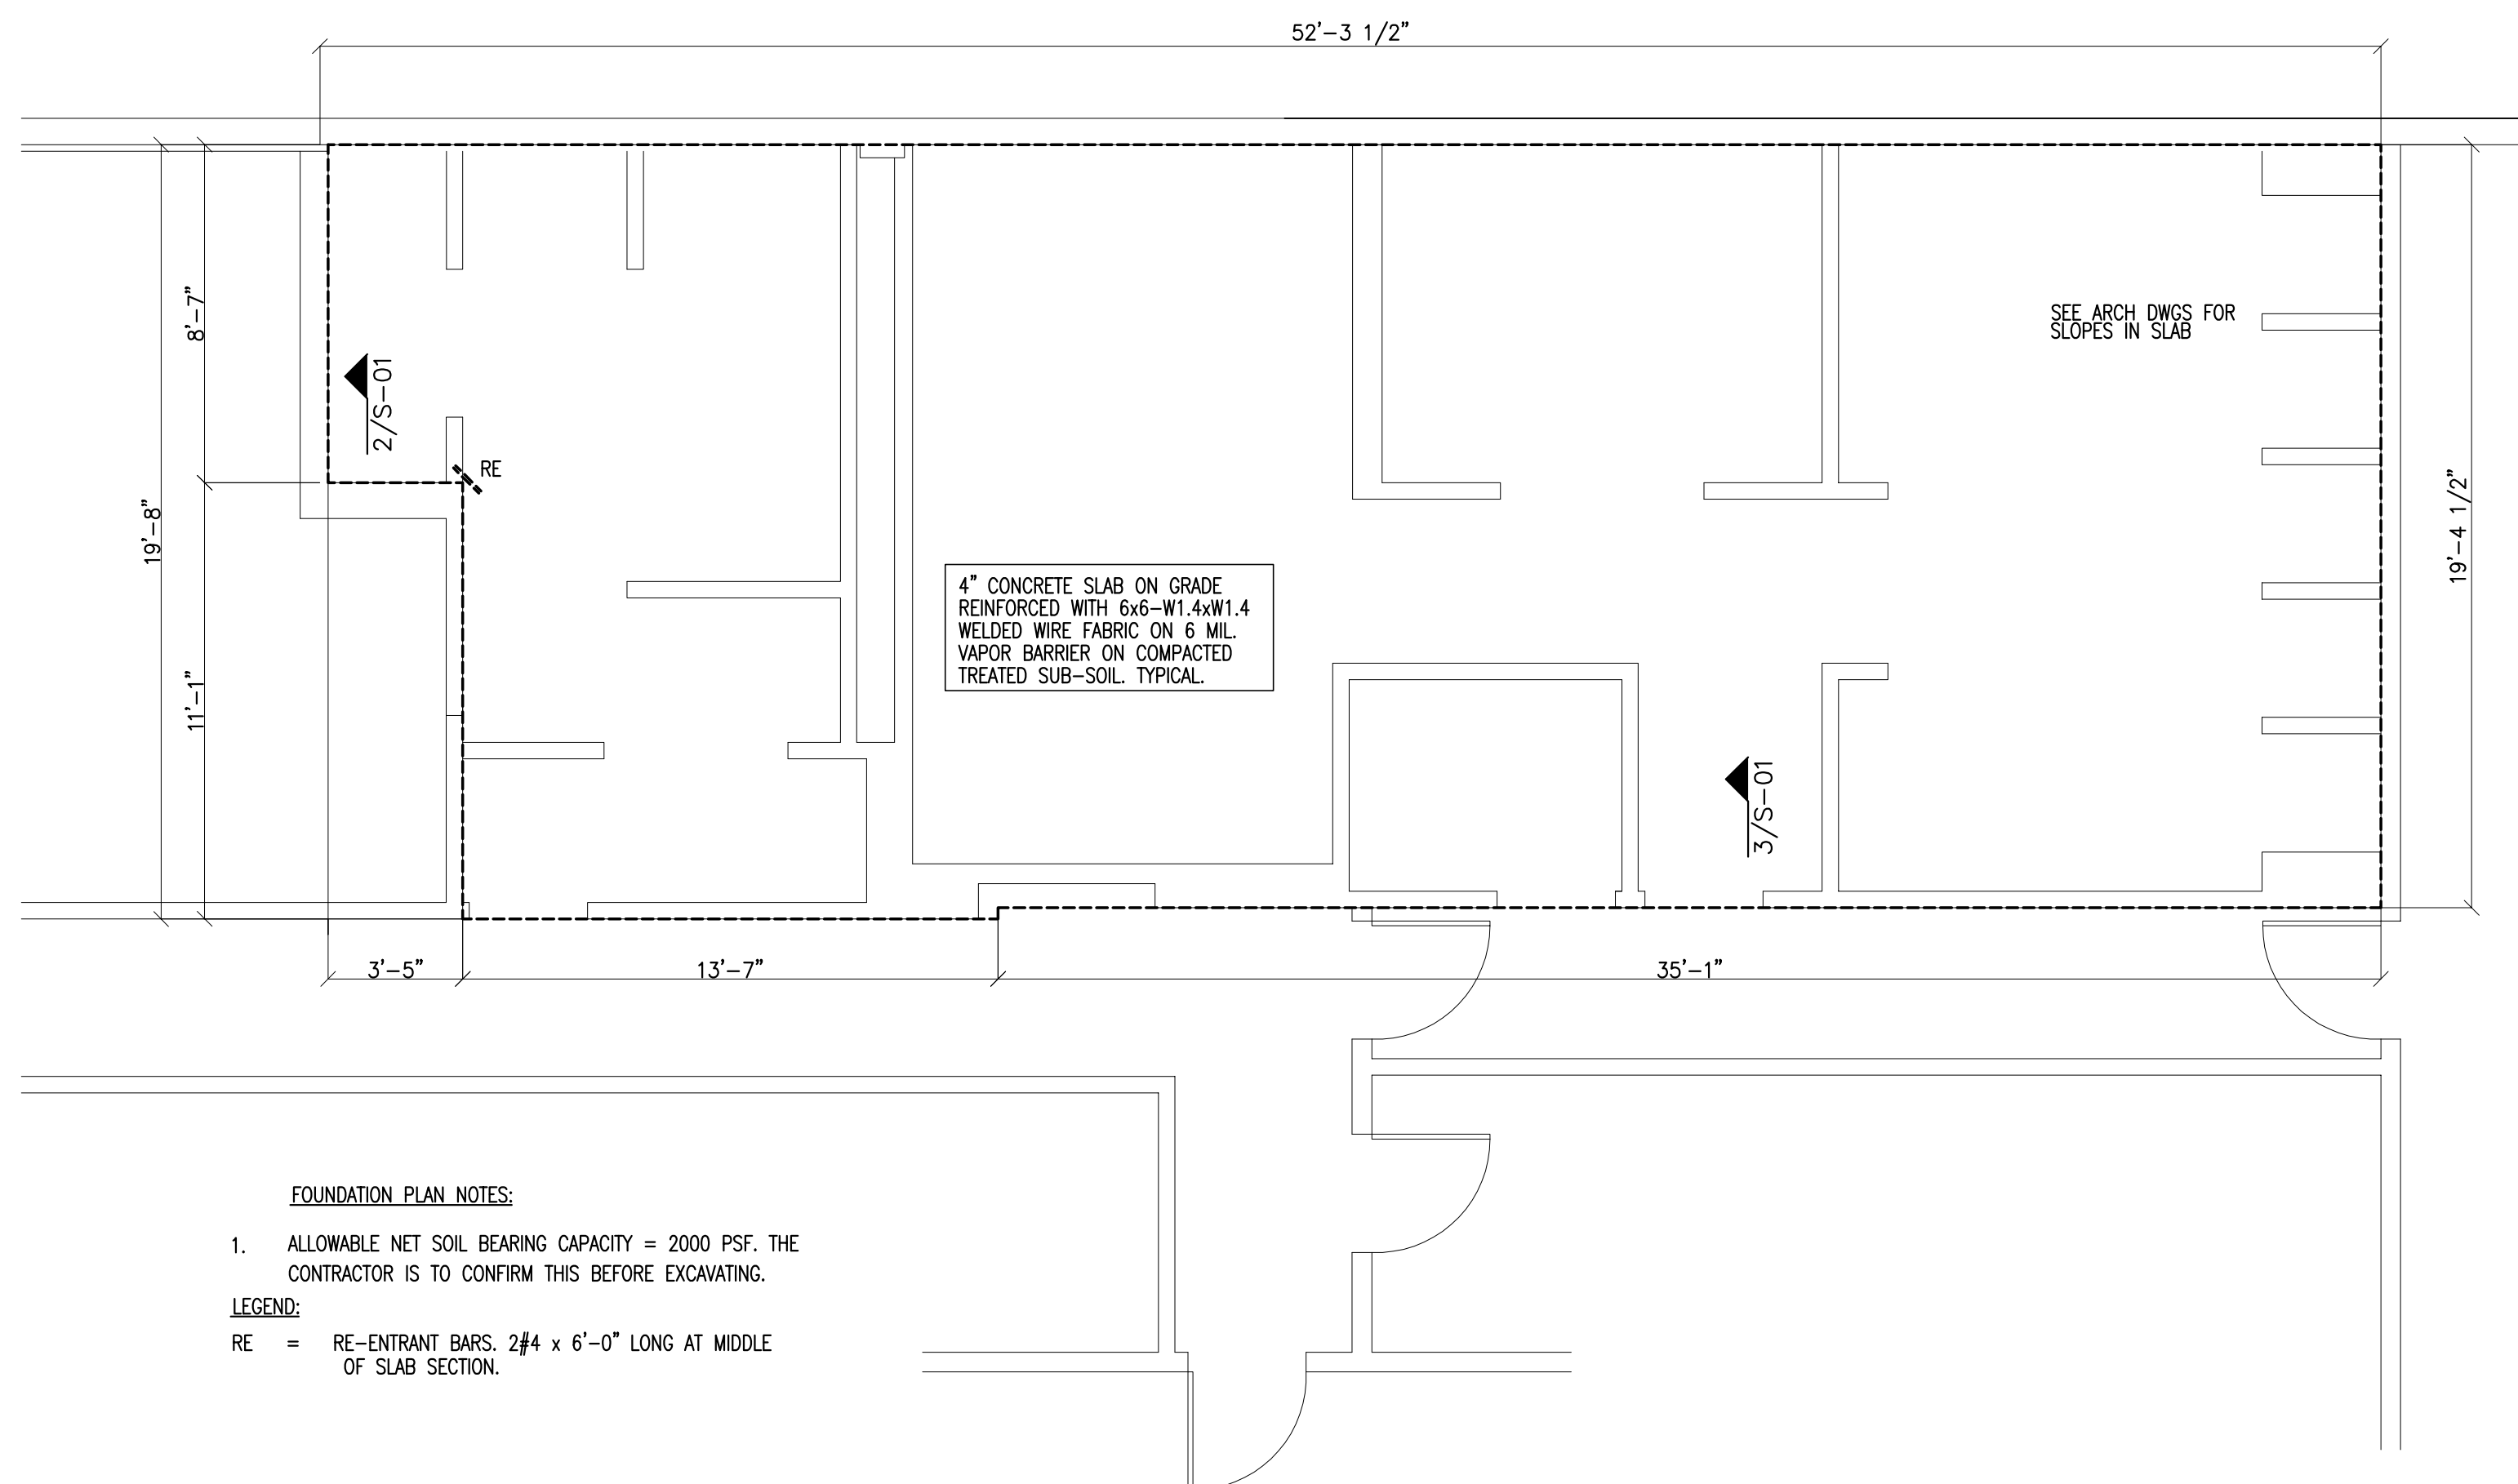 52'-3 1/2"
8'-7"
19'-8"
11'-1"
2/S-01
RE
SEE ARCH DWGS FOR
SLOPES IN SLAB
19'-4 1/2"
4" CONCRETE SLAB ON GRADE
REINFORCED WITH 6x6-W1.4xW1.4
WELDED WIRE FABRIC ON 6 MIL.
VAPOR BARRIER ON COMPACTED
TREATED SUB-SOIL. TYPICAL.
3/S-01
3'-5"
13'-7"
35'-1"
FOUNDATION PLAN NOTES:
1. ALLOWABLE NET SOIL BEARING CAPACITY = 2000 PSF. THE
CONTRACTOR IS TO CONFIRM THIS BEFORE EXCAVATING.
LEGEND:
RE = RE-ENTRANT BARS. 2#4 x 6'-0" LONG AT MIDDLE
OF SLAB SECTION.